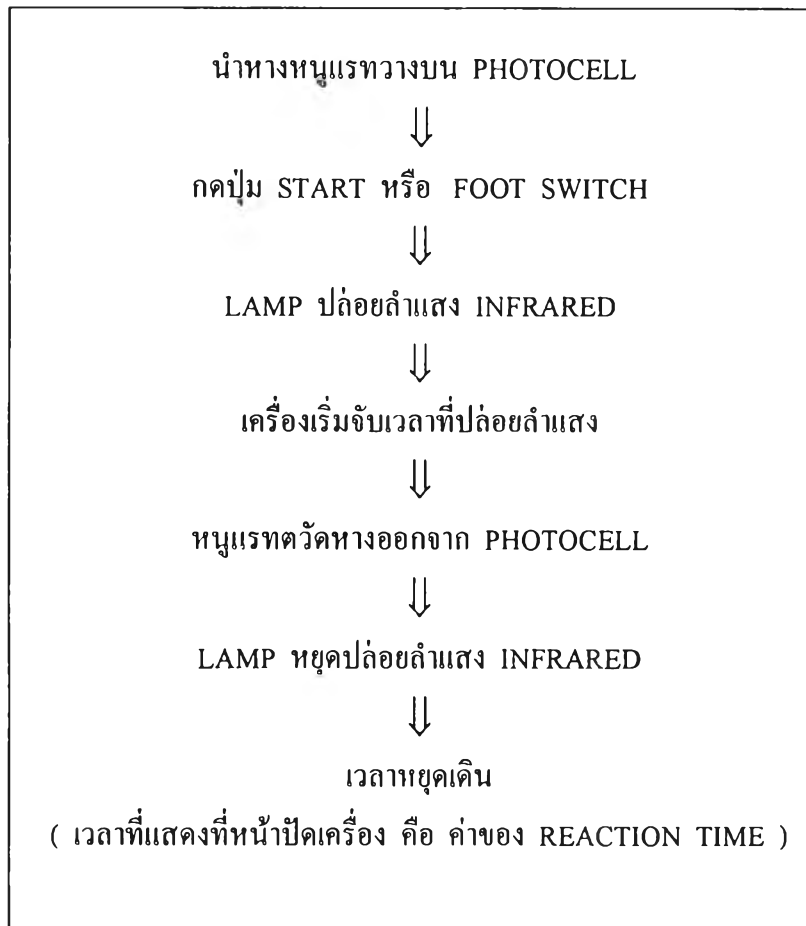 นำหางหนูแรทวางบน PHOTOCELL
⇓
กดปุ่ม START หรือ FOOT SWITCH
⇓
LAMP ปล่อยลำแสง INFRARED
⇓
เครื่องเริ่มจับเวลาที่ปล่อยลำแสง
⇓
หนูแรทตวัดหางออกจาก PHOTOCELL
⇓
LAMP หยุดปล่อยลำแสง INFRARED
⇓
เวลาหยุดเดิน
( เวลาที่แสดงที่หน้าปัดเครื่อง คือ ค่าของ REACTION TIME )